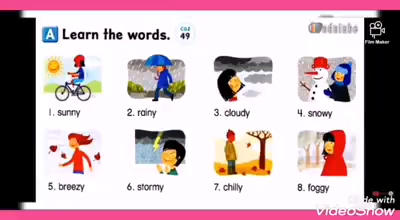 A Learn the words. CD2
49
Film Maker
1. sunny 2. rainy 3. cloudy 4. snowy
5. breezy 6. stormy 7. chilly 8. foggy
with
VideoShow